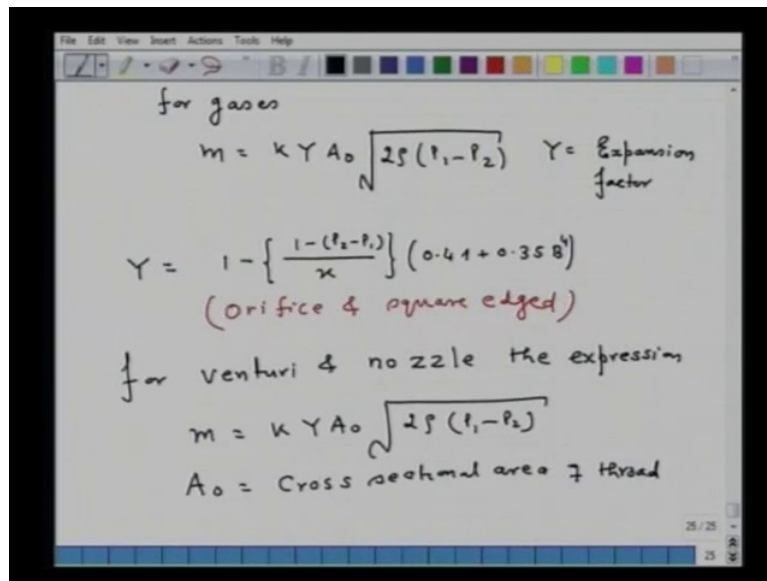 File Edit View Insert Actions Tools Help
for gases
m = K Y A₀ √2ρ(P₁-P₂) Y = Expansion
factor
Y = 1 - { 1-(P₂-P₁) / x } (0.41 + 0.35 B⁴)
(orifice & square edged)
for venturi & nozzle the expression
m = K Y A₀ √2ρ(P₁-P₂)
A₀ = Cross sectional area of throad
25/25
25